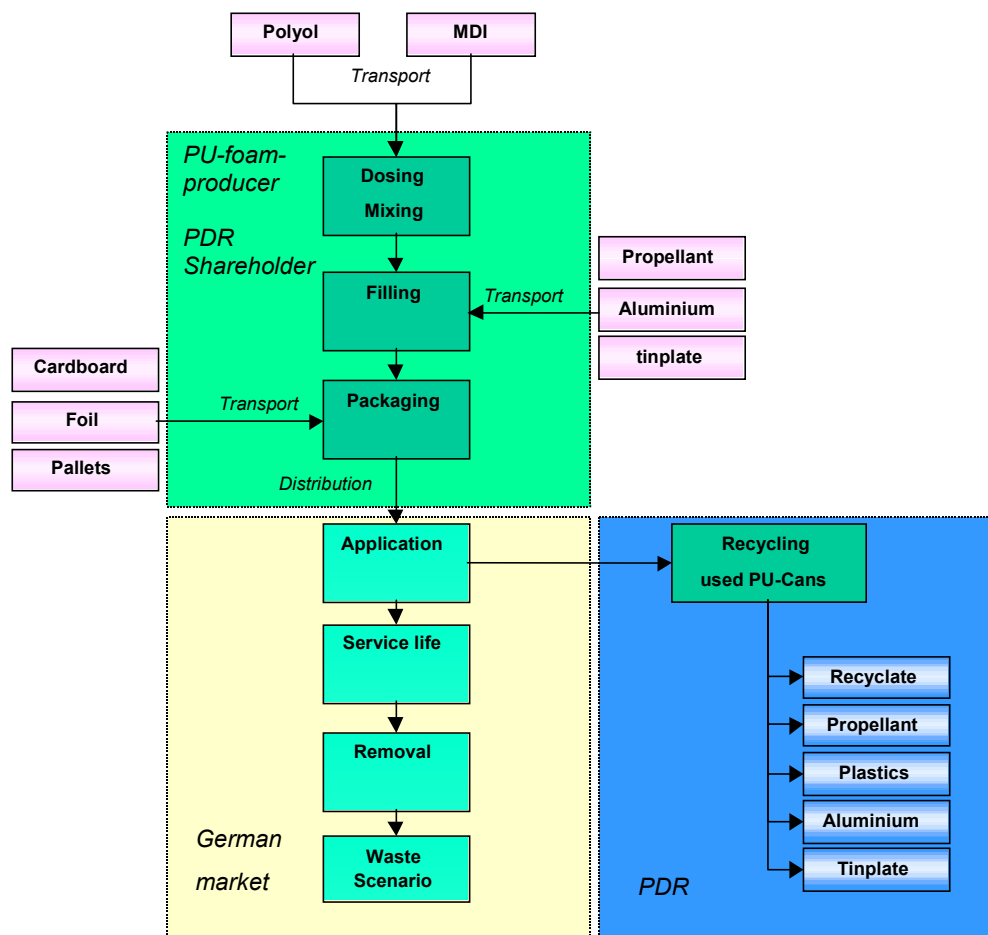 Polyol
MDI
Transport
PU-foam-
producer
Dosing
Mixing
PDR
Shareholder
Propellant
Filling
Transport
Aluminium
tinplate
Cardboard
Foil
Transport
Packaging
Pallets
Distribution
Application
Recycling
used PU-Cans
Service life
Recyclate
Propellant
Removal
Plastics
Aluminium
German
market
Waste
Scenario
Tinplate
PDR